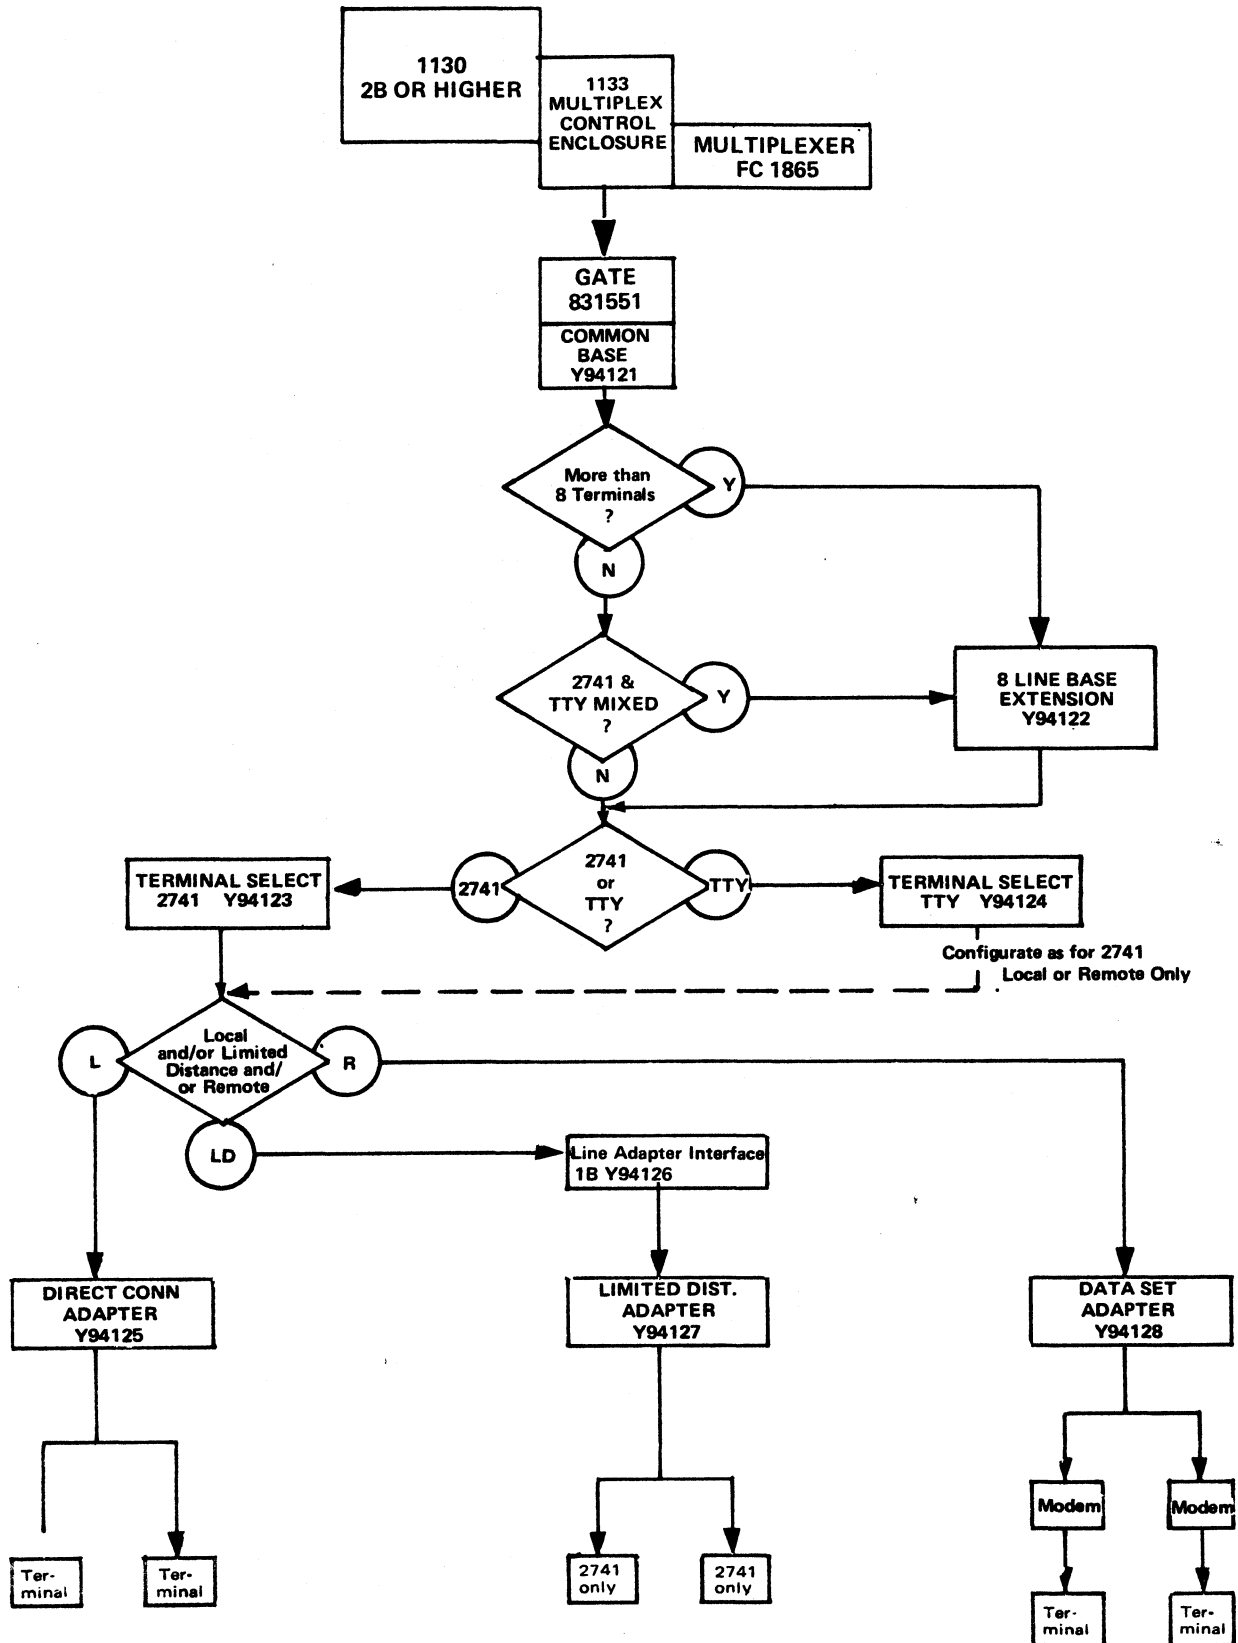 1130
2B OR HIGHER
1133
MULTIPLEX
CONTROL
ENCLOSURE
MULTIPLEXER
FC 1865
GATE
831551
COMMON
BASE
Y94121
More than
8 Terminals
?
Y
N
2741 &
TTY MIXED
?
Y
N
8 LINE BASE
EXTENSION
Y94122
2741
or
TTY
?
2741
TTY
TERMINAL SELECT
2741 Y94123
TERMINAL SELECT
TTY Y94124
Configurate as for 2741
Local or Remote Only
Local
and/or Limited
Distance and/
or Remote
L
R
LD
Line Adapter Interface
1B Y94126
DIRECT CONN
ADAPTER
Y94125
LIMITED DIST.
ADAPTER
Y94127
DATA SET
ADAPTER
Y94128
Modem
Modem
Ter-
minal
Ter-
minal
2741
only
2741
only
Ter-
minal
Ter-
minal